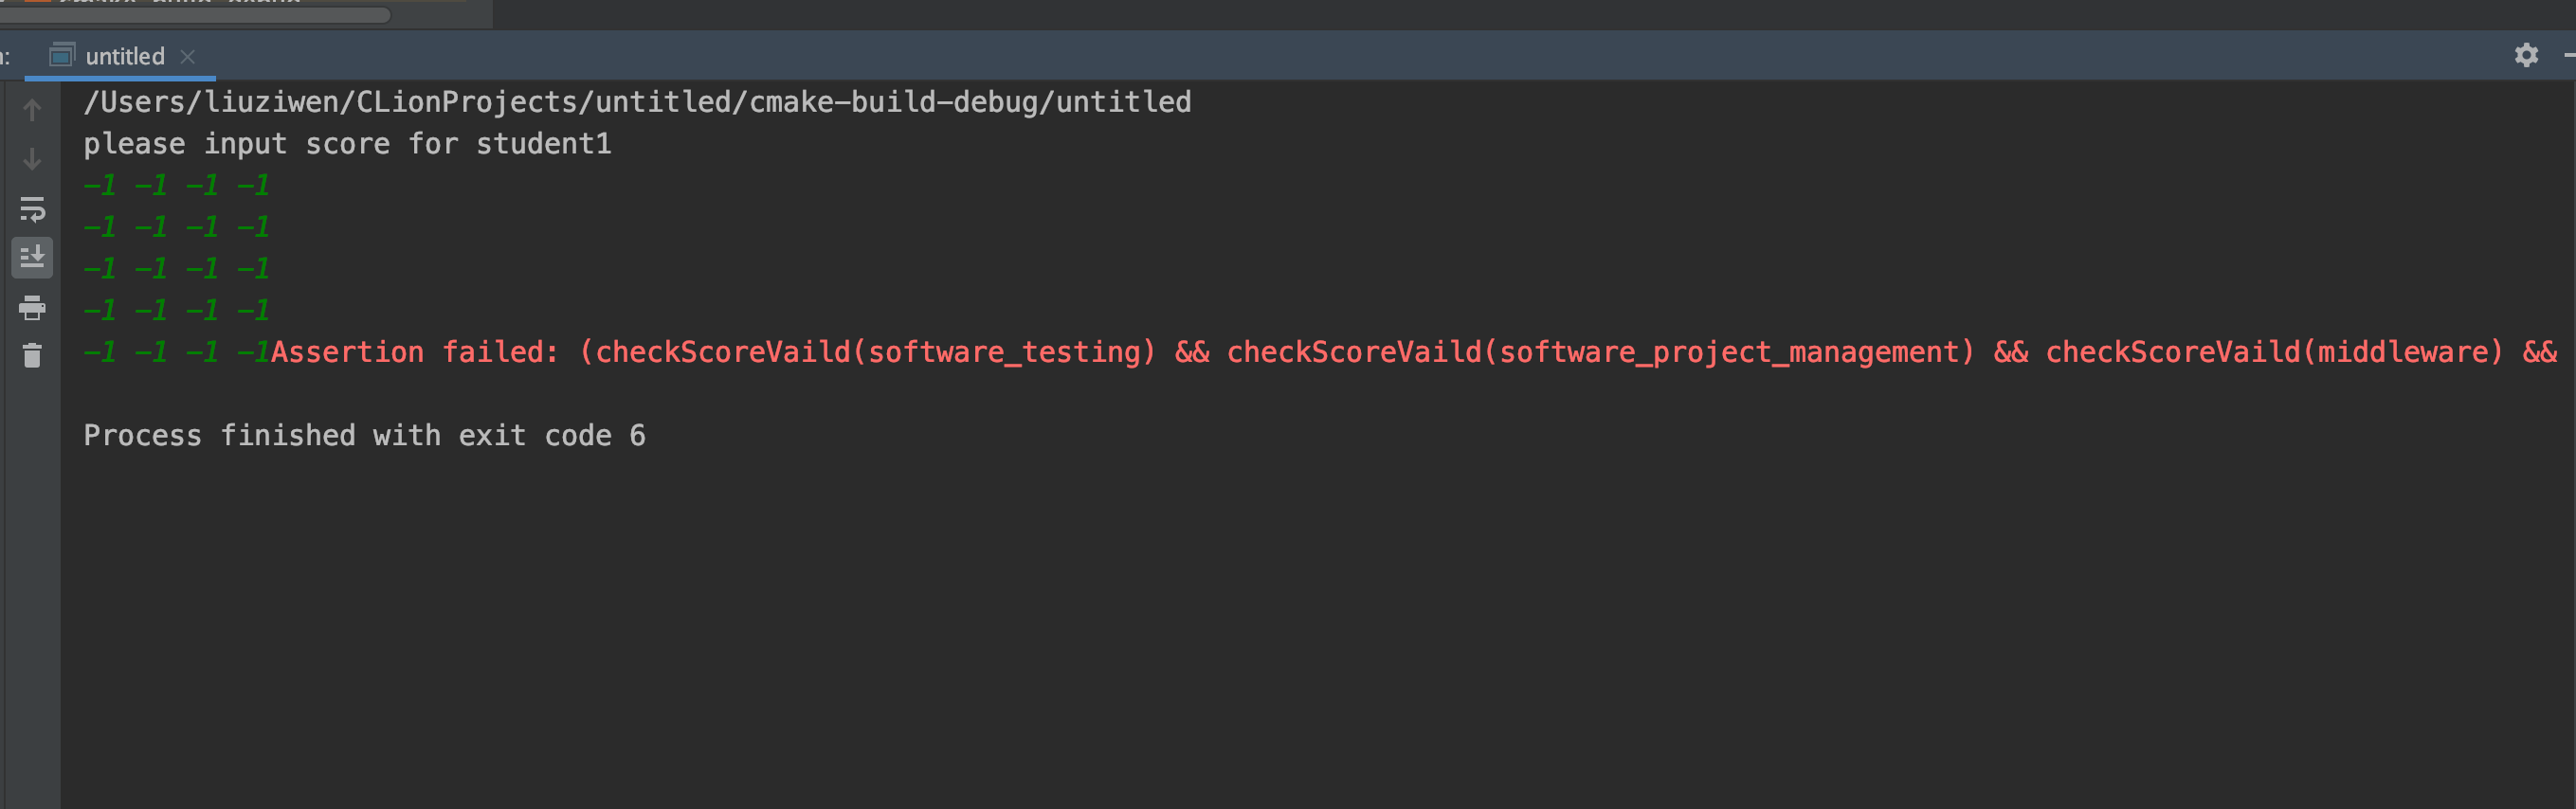 untitled
/Users/liuziwen/CLionProjects/untitled/cmake-build-debug/untitled
please input score for student1
-1 -1 -1 -1
-1 -1 -1 -1
-1 -1 -1 -1
-1 -1 -1 -1
-1 -1 -1 -1Assertion failed: (checkScoreVaild(software_testing) && checkScoreVaild(software_project_management) && checkScoreVaild(middleware) &&
Process finished with exit code 6